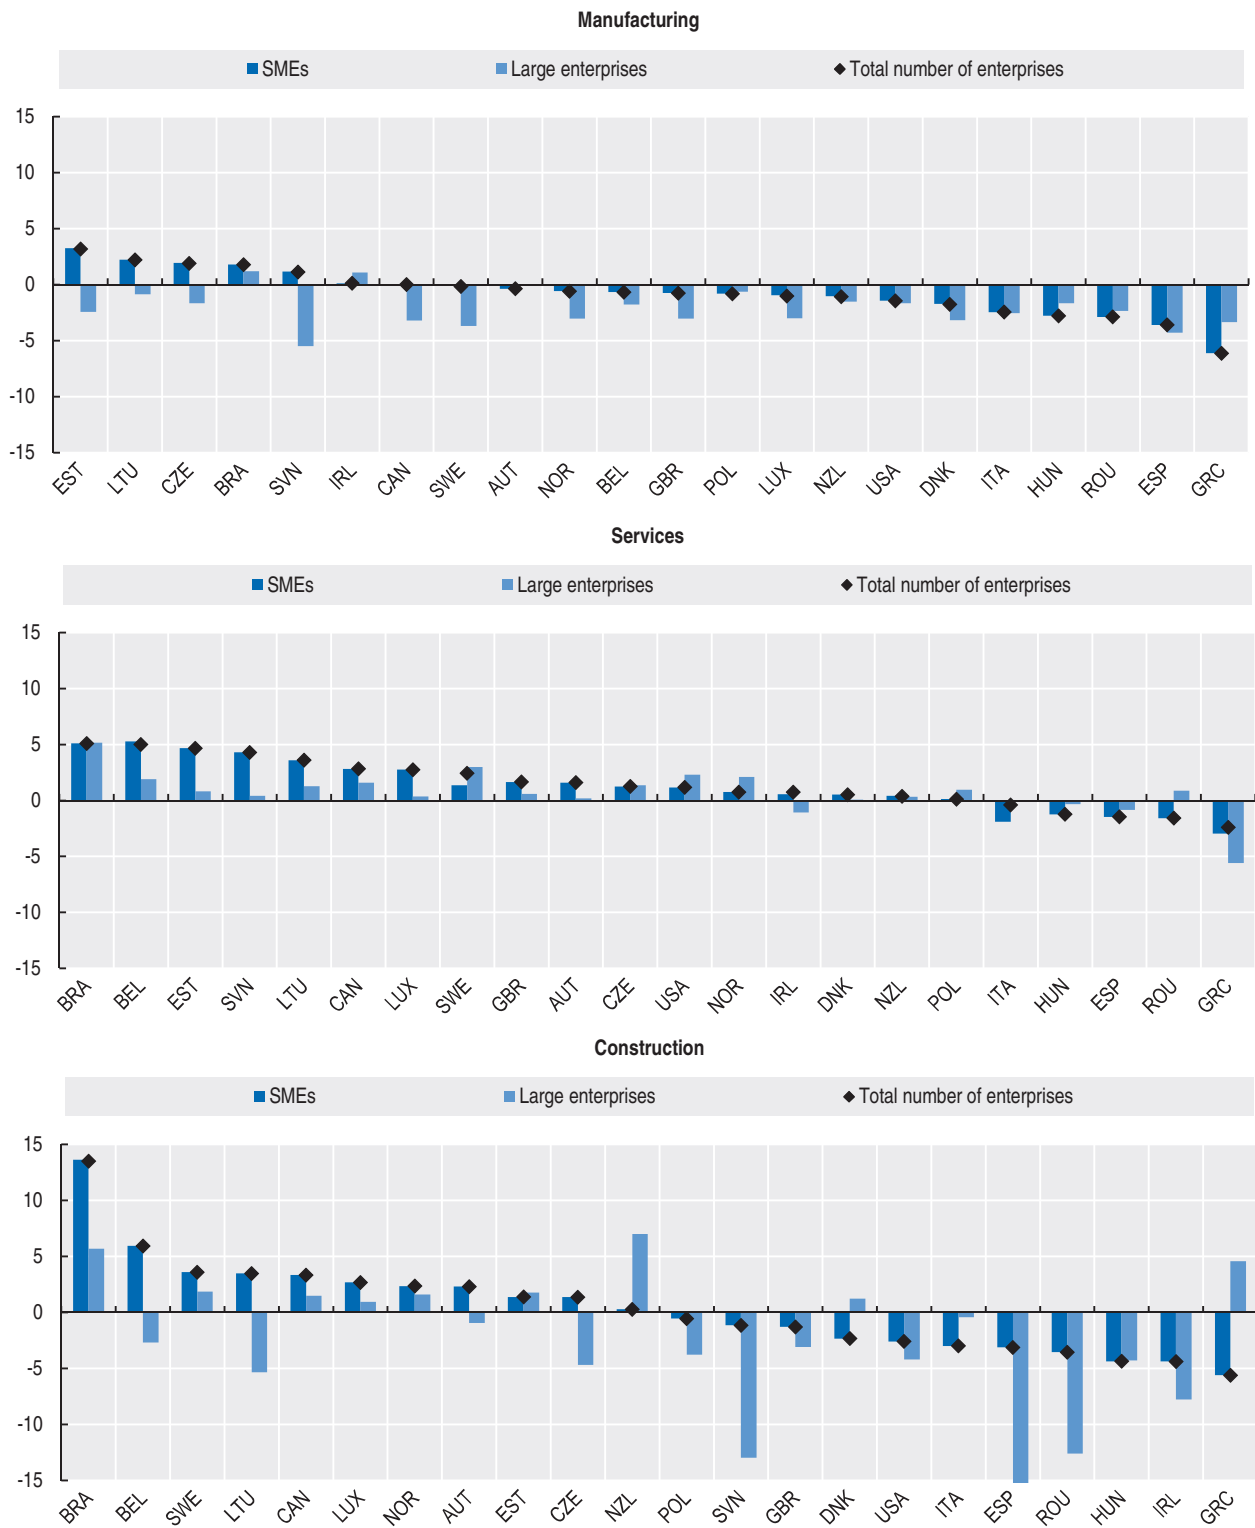 Manufacturing
SMEs Large enterprises Total number of enterprises
15
10
5
0
-5
-10
-15
EST LTU CZE BRA SVN IRL CAN SWE AUT NOR BEL GBR POL LUX NZL USA DNK ITA HUN ROU ESP GRC
Services
SMEs Large enterprises Total number of enterprises
15
10
5
0
-5
-10
-15
BRA BEL EST SVN LTU CAN LUX SWE GBR AUT CZE USA NOR IRL DNK NZL POL ITA HUN ESP ROU GRC
Construction
SMEs Large enterprises Total number of enterprises
15
10
5
0
-5
-10
-15
BRA BEL SWE LTU CAN LUX NOR AUT EST CZE NZL POL SVN GBR DNK USA ITA ESP ROU HUN IRL GRC